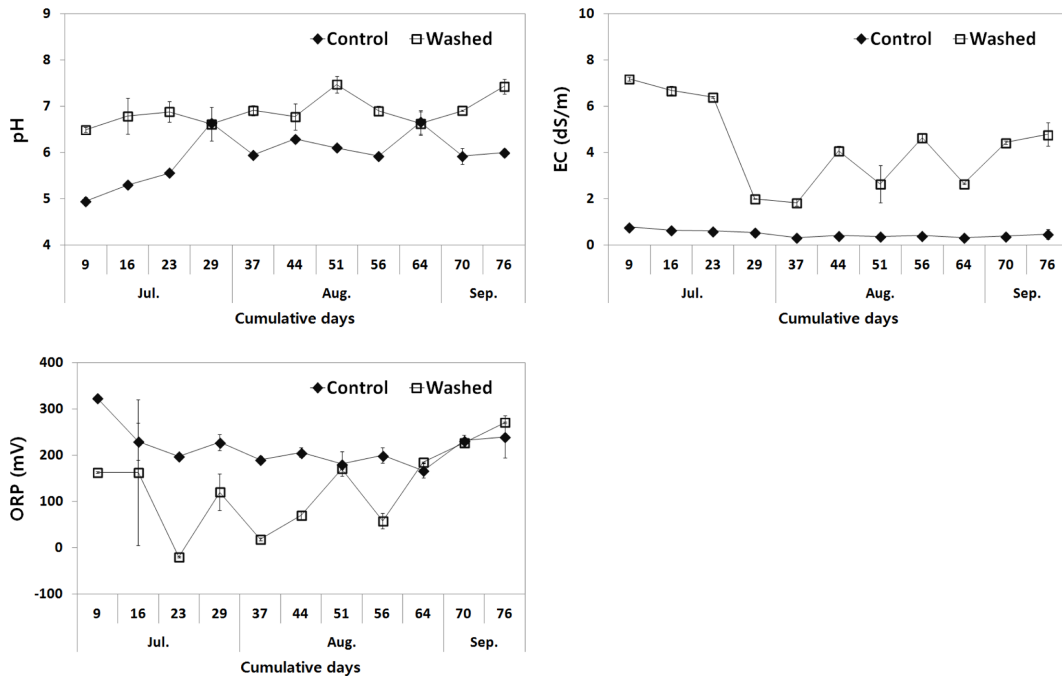 9
8
7
6
5
4
pH
Control Washed
9 16 23 29 37 44 51 56 64 70 76
Jul. Aug. Sep.
Cumulative days
10
8
6
4
2
0
EC (dS/m)
Control Washed
9 16 23 29 37 44 51 56 64 70 76
Jul. Aug. Sep.
Cumulative days
400
300
200
100
0
-100
ORP (mV)
Control Washed
9 16 23 29 37 44 51 56 64 70 76
Jul. Aug. Sep.
Cumulative days